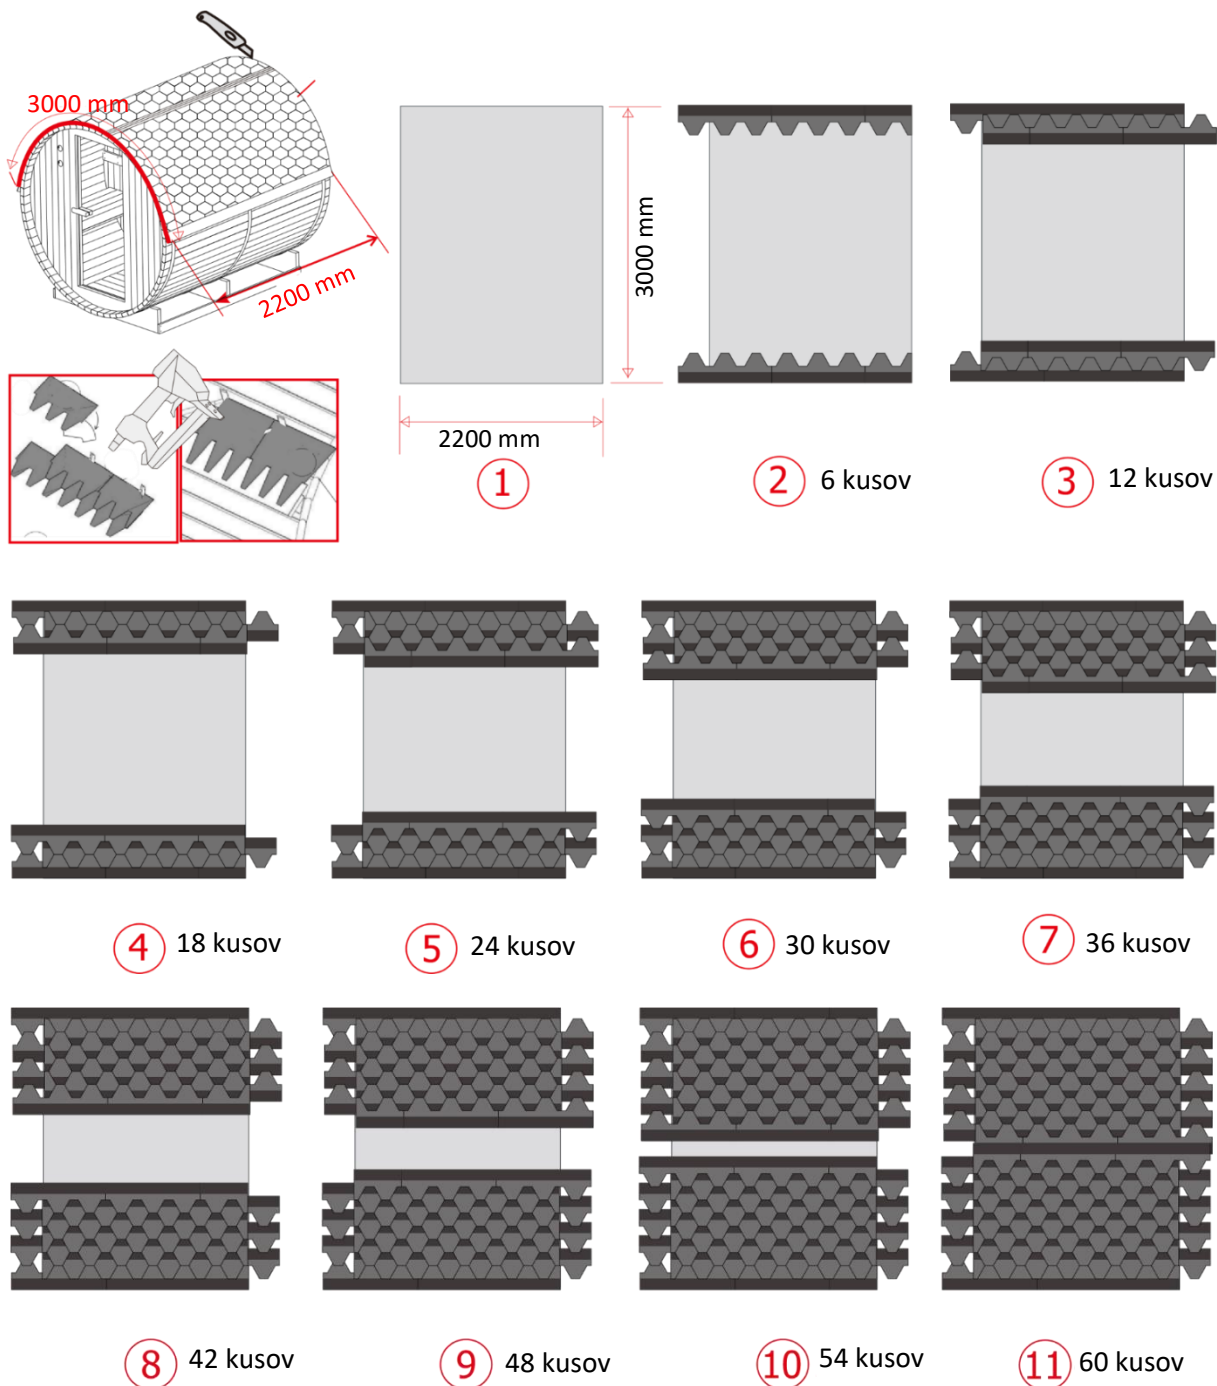 3000 mm
2200 mm
3000 mm
2200 mm
1
2 6 kusov
3 12 kusov
4 18 kusov
5 24 kusov
6 30 kusov
7 36 kusov
8 42 kusov
9 48 kusov
10 54 kusov
11 60 kusov